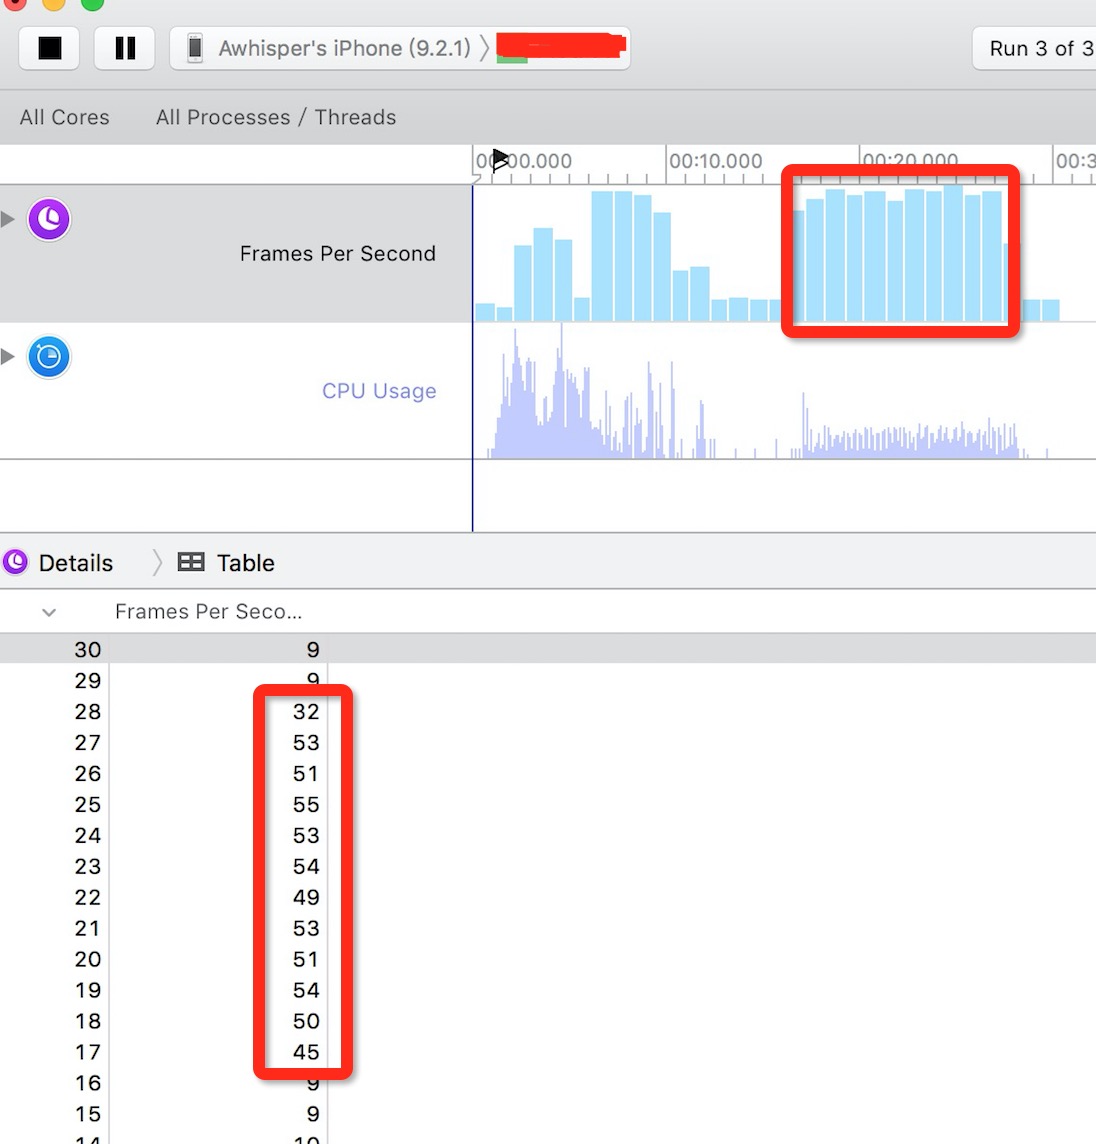 Awhisper's iPhone (9.2.1)
Run 3 of 3
All Cores All Processes / Threads
00:00.000 00:10.000 00:20.000 00:3
Frames Per Second
CPU Usage
Details Table
Frames Per Seco...
30 9
29 9
28 32
27 53
26 51
25 55
24 53
23 54
22 49
21 53
20 51
19 54
18 50
17 45
16 9
15 9
14 10